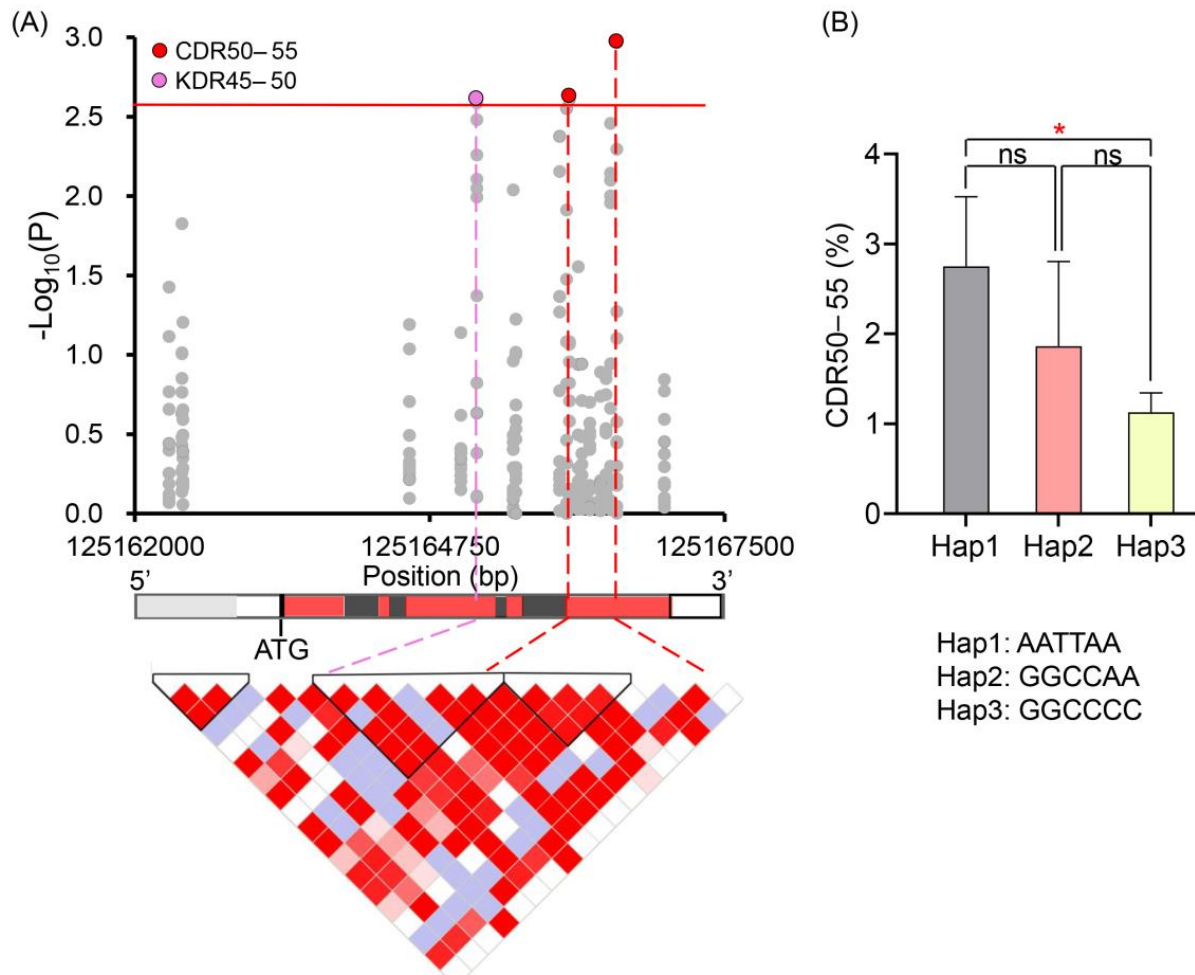 (A)
3.0
CDR50– 55
KDR45– 50
2.5
2.0
1.5
1.0
0.5
0.0
-Log10(P)
125162000 125164750 125167500
Position (bp)
5’ 3’
ATG
(B)
*
ns ns
4
3
2
1
0
CDR50– 55 (%)
Hap1 Hap2 Hap3
Hap1: AATTAA
Hap2: GGCCAA
Hap3: GGCCCC